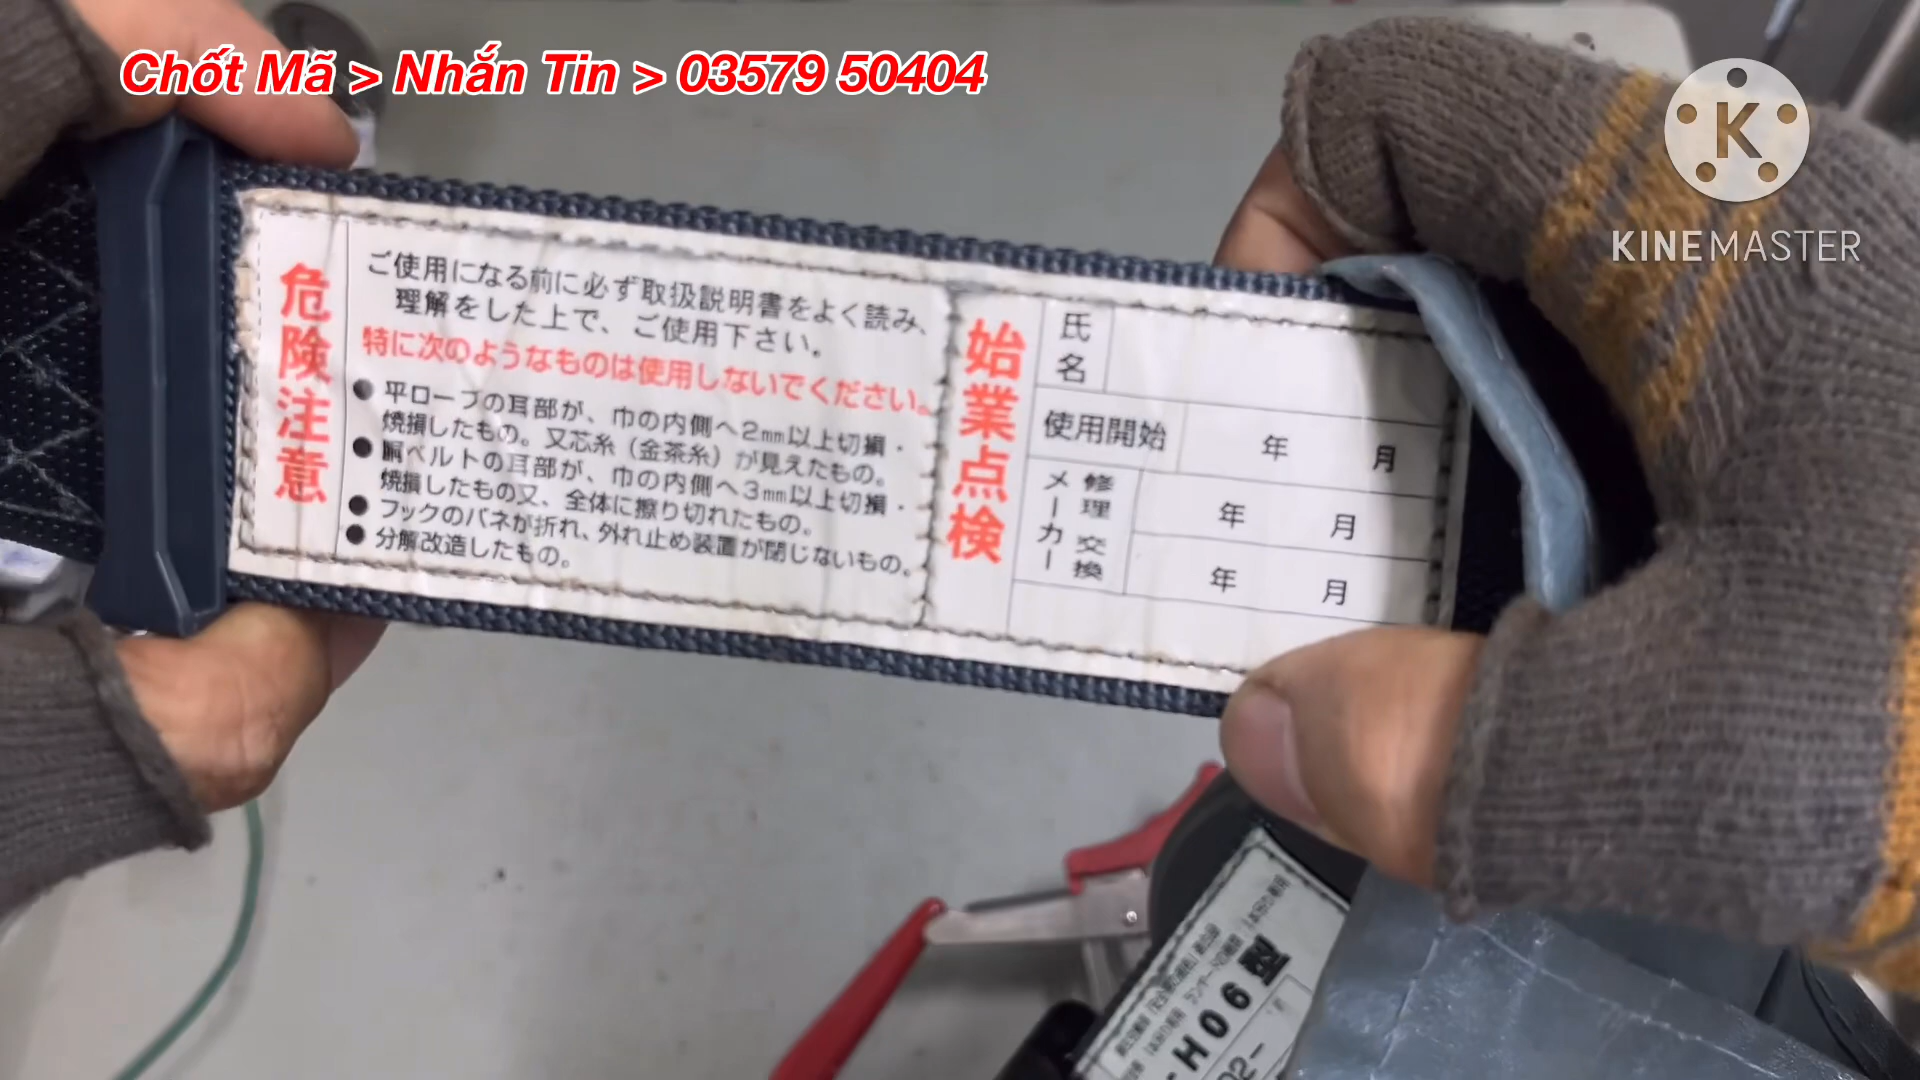 Chốt Mã > Nhắn Tin > 03579 50404
K
KINEMASTER
危険注意
ご使用になる前に必ず取扱説明書をよく読み、
理解をした上で、ご使用下さい。
特に次のようなものは使用しないでください。
● 平ロープの耳部が、巾の内側へ2mm以上切損・
焼損したもの。又芯糸（金茶糸）が見えたもの。
● 胴ベルトの耳部が、巾の内側へ3mm以上切損・
焼損したもの又、全体に擦り切れたもの。
● フックのバネが折れ、外れ止め装置が閉じないもの。
● 分解改造したもの。
始業点検
氏名
使用開始 年 月
メーカー 修理 交換
年 月
年 月
H06型
02-